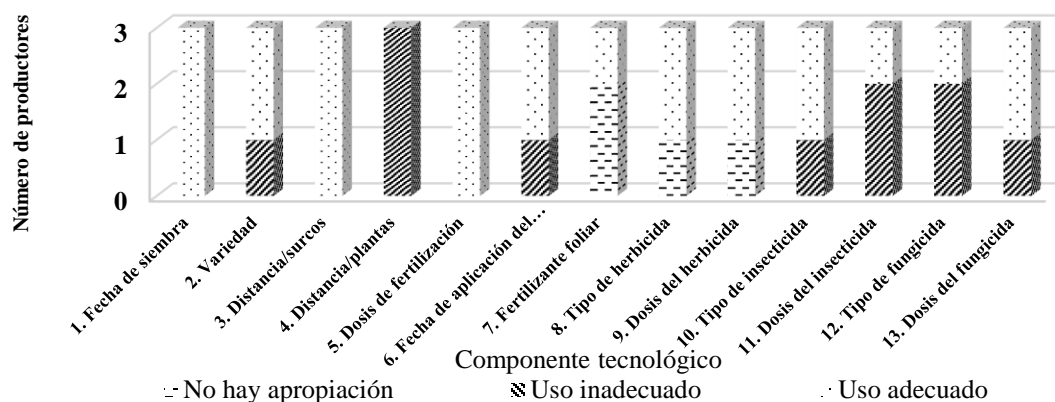 Número de productores
3
2
1
0
1. Fecha de siembra
2. Variedad
3. Distancia/surcos
4. Distancia/plantas
5. Dosis de fertilización
6. Fecha de aplicación del…
7. Fertilizante foliar
8. Tipo de herbicida
9. Dosis del herbicida
10. Tipo de insecticida
11. Dosis del insecticida
12. Tipo de fungicida
13. Dosis del fungicida
Componente tecnológico
No hay apropiación
Uso inadecuado
Uso adecuado